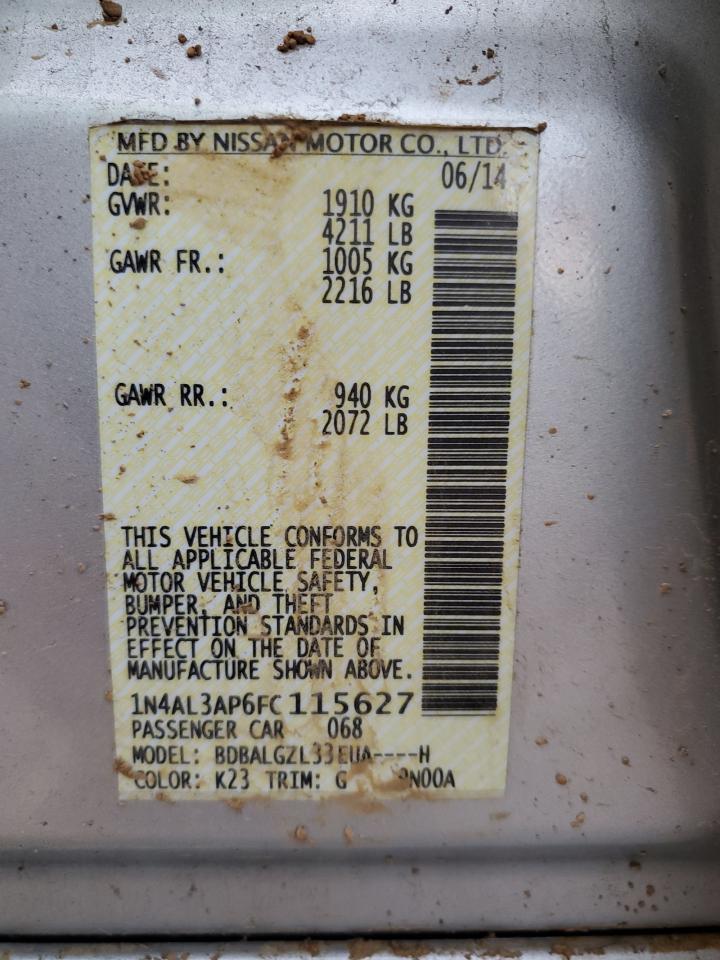 MFD BY NISSAN MOTOR CO., LTD.
DATE: 06/14
GVWR: 1910 KG
4211 LB
GAWR FR.: 1005 KG
2216 LB
GAWR RR.: 940 KG
2072 LB
THIS VEHICLE CONFORMS TO
ALL APPLICABLE FEDERAL
MOTOR VEHICLE SAFETY,
BUMPER, AND THEFT
PREVENTION STANDARDS IN
EFFECT ON THE DATE OF
MANUFACTURE SHOWN ABOVE.
1N4AL3AP6FC115627
PASSENGER CAR 068
MODEL: BDBALGZL33EUA----H
COLOR: K23 TRIM: G